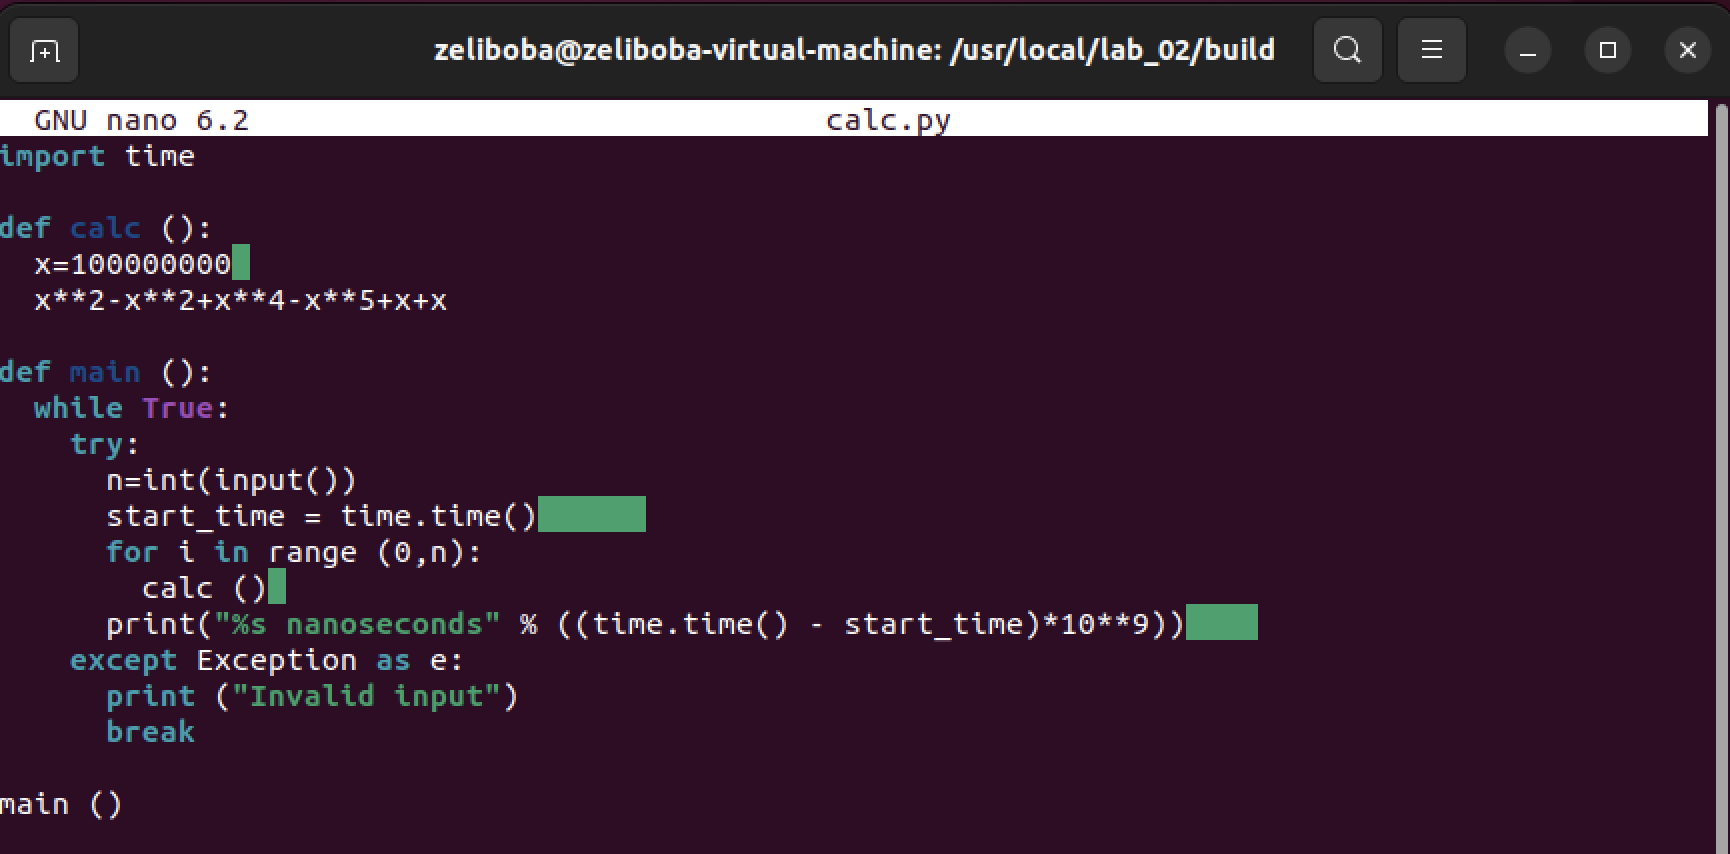 zeliboba@zeliboba-virtual-machine: /usr/local/lab_02/build
GNU nano 6.2 calc.py
import time

def calc ():
  x=100000000
  x**2-x**2+x**4-x**5+x+x

def main ():
  while True:
    try:
      n=int(input())
      start_time = time.time()
      for i in range (0,n):
        calc ()
      print("%s nanoseconds" % ((time.time() - start_time)*10**9))
    except Exception as e:
      print ("Invalid input")
      break

main ()